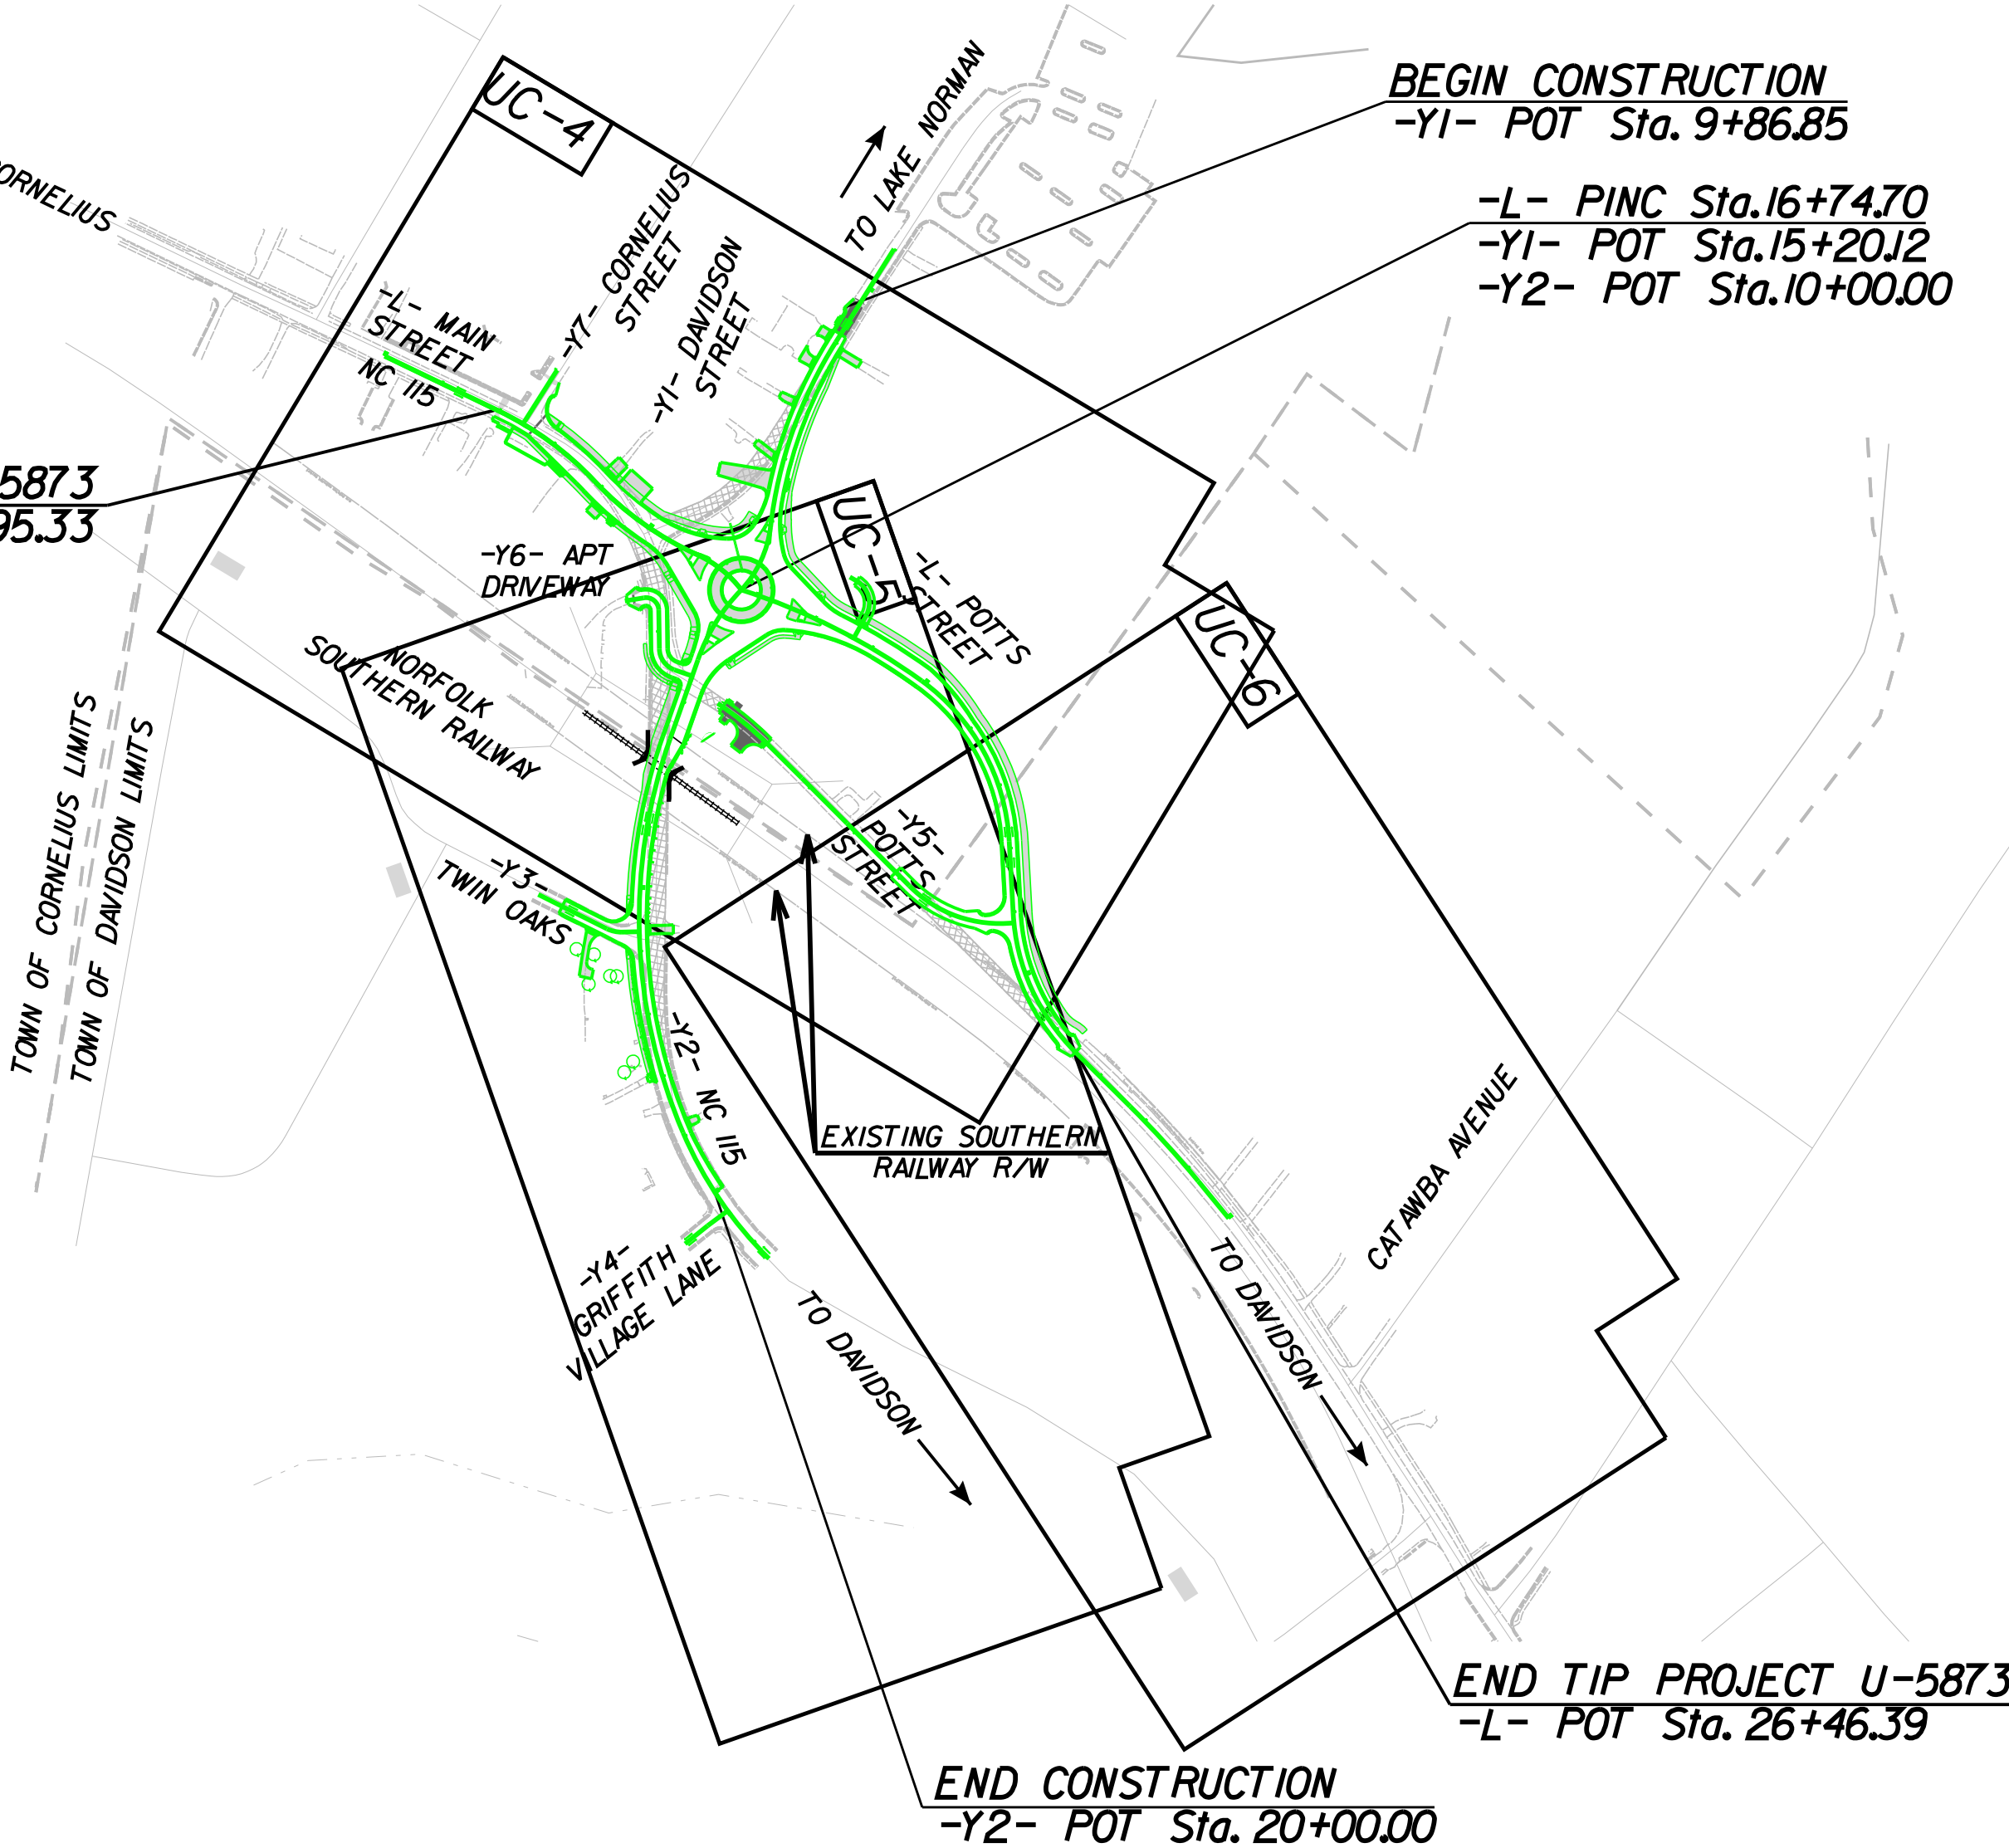 BEGIN CONSTRUCTION
-Y1- POT Sta. 9+86.85
-L- PINC Sta. 16+74.70
-Y1- POT Sta. 15+20.12
-Y2- POT Sta. 10+00.00
UC-4
TO LAKE NORMAN
CORNELIUS
-L- MAIN
STREET
NC 115
-Y7- CORNELIUS
STREET
-Y1- DAVIDSON
STREET
5873
95.33
-Y6- APT
DRIVEWAY
UC-5
-L- POTTS
STREET
UC-6
NORFOLK
SOUTHERN RAILWAY
TOWN OF CORNELIUS LIMITS
TOWN OF DAVIDSON LIMITS
-Y3-
TWIN OAKS
-Y5-
POTTS
STREET
-Y2- NC 115
EXISTING SOUTHERN
RAILWAY R/W
CATAWBA AVENUE
-Y4-
GRIFFITH
VILLAGE LANE
TO DAVIDSON
TO DAVIDSON
END TIP PROJECT U-5873
-L- POT Sta. 26+46.39
END CONSTRUCTION
-Y2- POT Sta. 20+00.00